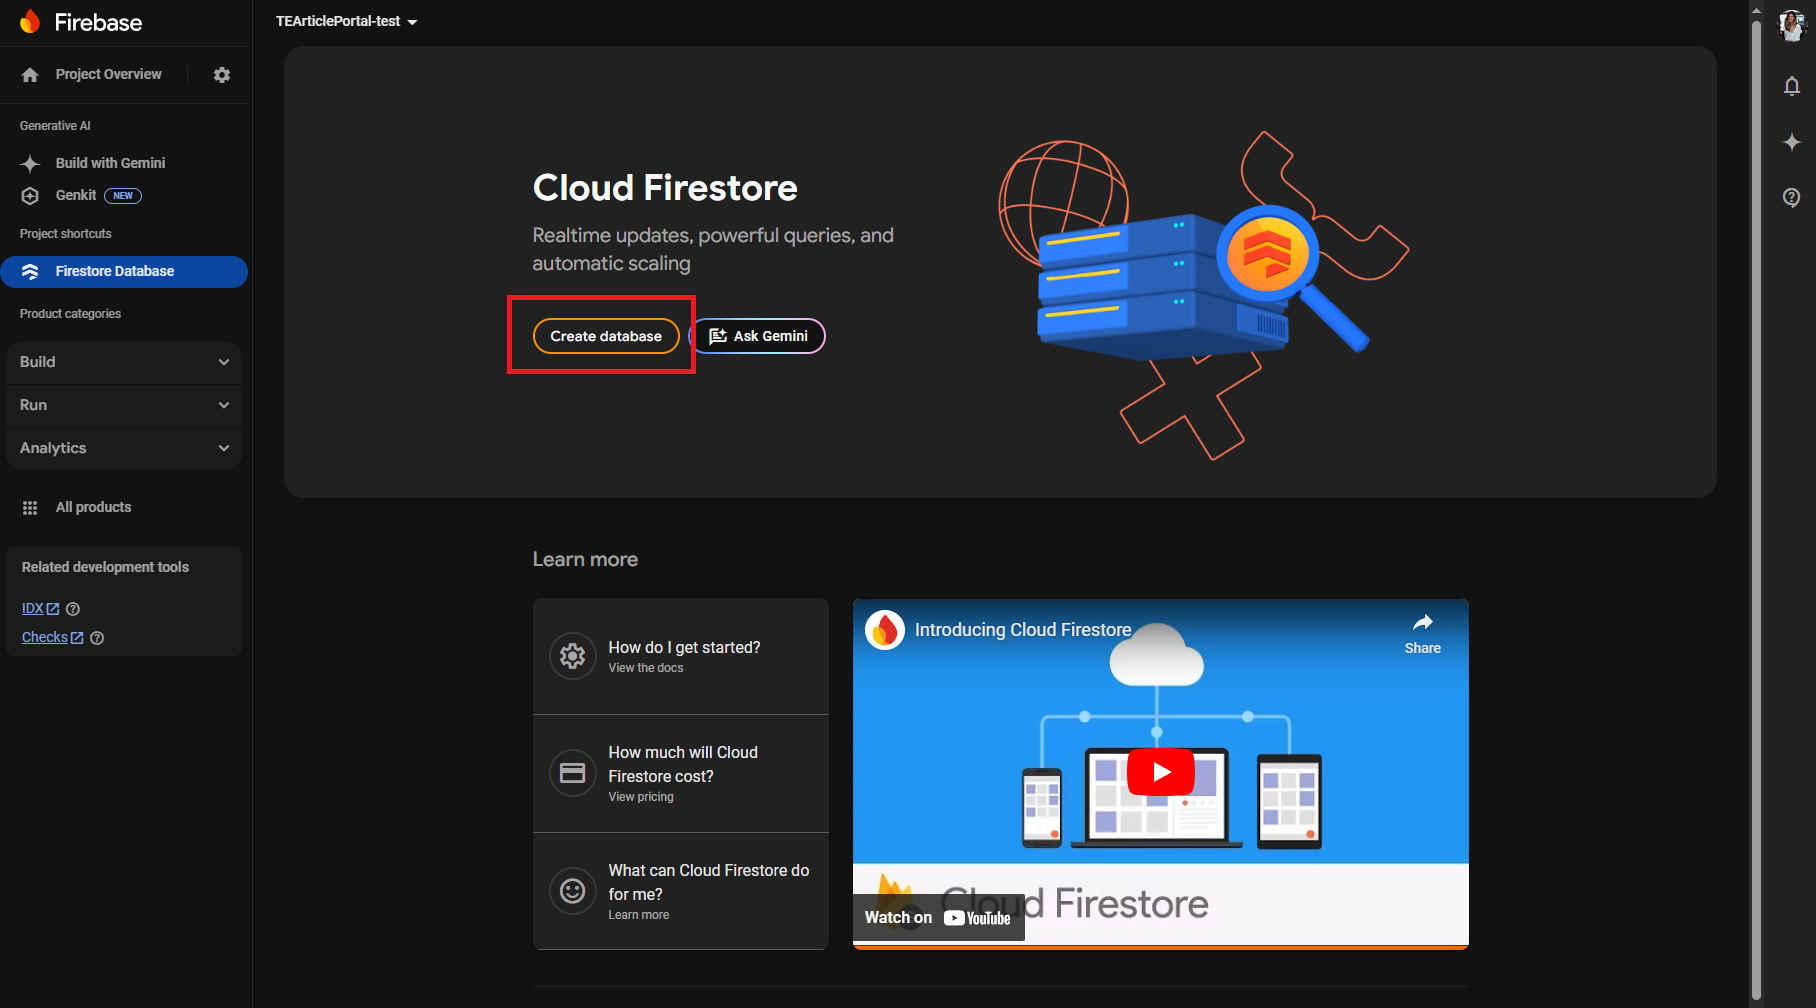 Firebase
TEArticlePortal-test
Project Overview
Generative AI
Build with Gemini
Genkit NEW
Project shortcuts
Firestore Database
Product categories
Build
Run
Analytics
All products
Related development tools
IDX
Checks
Cloud Firestore
Realtime updates, powerful queries, and
automatic scaling
Create database
Ask Gemini
Learn more
How do I get started?
View the docs
How much will Cloud
Firestore cost?
View pricing
What can Cloud Firestore do
for me?
Learn more
Introducing Cloud Firestore
Share
Cloud Firestore
Watch on YouTube